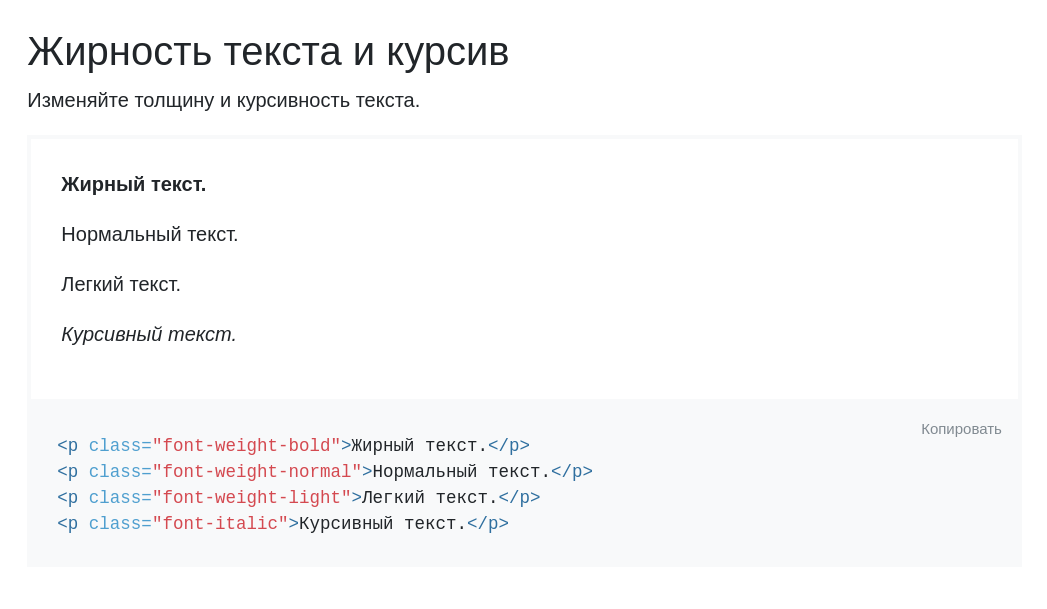 Жирность текста и курсив
Изменяйте толщину и курсивность текста.
Жирный текст.
Нормальный текст.
Легкий текст.
Курсивный текст.
Копировать
<p class="font-weight-bold">Жирный текст.</p>
<p class="font-weight-normal">Нормальный текст.</p>
<p class="font-weight-light">Легкий текст.</p>
<p class="font-italic">Курсивный текст.</p>